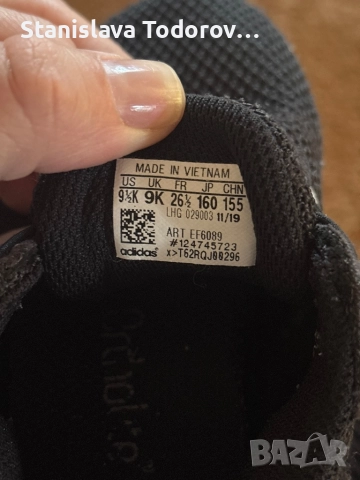 Stanislava Todorov...
MADE IN VIETNAM
US UK FR JP CHN
9½K 9K 26½ 160 155
LHG 029003 11/19
ART EF6089
#124745723
adidas® x>T62RQJ00296
Ortholite
BAZAR